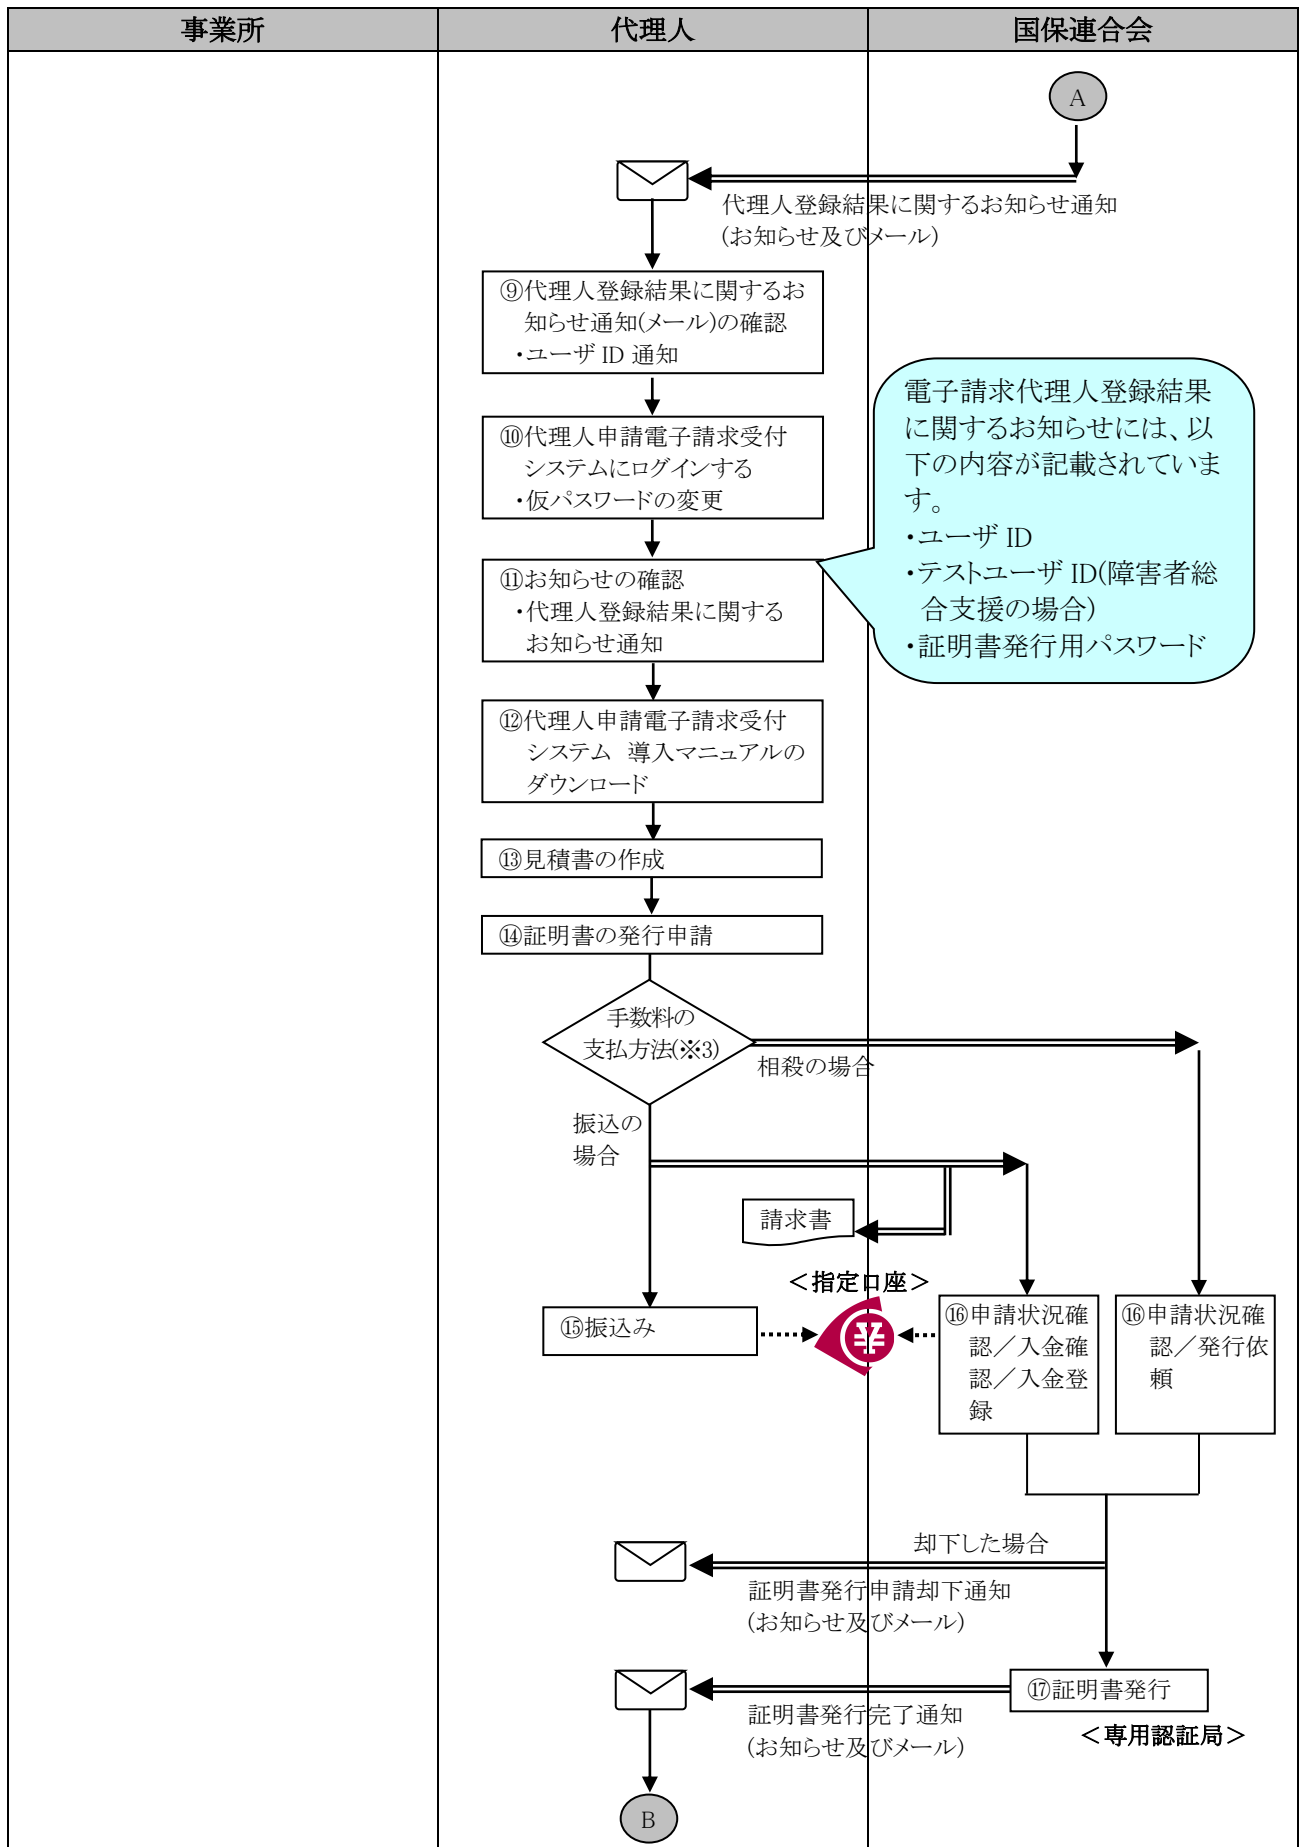 事業所
代理人
国保連合会
A
代理人登録結果に関するお知らせ通知
(お知らせ及びメール)
⑨代理人登録結果に関するお
知らせ通知(メール)の確認
・ユーザ ID 通知
⑩代理人申請電子請求受付
システムにログインする
・仮パスワードの変更
電子請求代理人登録結果
に関するお知らせには、以
下の内容が記載されていま
す。
・ユーザ ID
・テストユーザ ID(障害者総
合支援の場合)
・証明書発行用パスワード
⑪お知らせの確認
・代理人登録結果に関する
お知らせ通知
⑫代理人申請電子請求受付
システム 導入マニュアルの
ダウンロード
⑬見積書の作成
⑭証明書の発行申請
手数料の
支払方法(※3)
相殺の場合
振込の
場合
請求書
＜指定口座＞
⑮振込み
¥
⑯申請状況確
認／入金確
認／入金登
録
⑯申請状況確
認／発行依
頼
却下した場合
証明書発行申請却下通知
(お知らせ及びメール)
⑰証明書発行
証明書発行完了通知
(お知らせ及びメール)
＜専用認証局＞
B